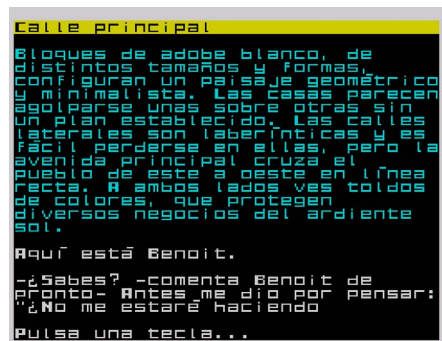 Calle principal
Bloques de adobe blanco, de
distintos tamaños y formas,
configuran un paisaje geométrico
y minimalista. Las casas parecen
agolparse unas sobre otras sin
un plan establecido. Las calles
laterales son laberínticas y es
fácil perderse en ellas, pero la
avenida principal cruza el
pueblo de este a oeste en línea
recta. A ambos lados ves toldos
de colores, que protegen
diversos negocios del ardiente
sol.
Aquí está Benoit.
-¿Sabes? -comenta Benoit de
pronto- Antes me dio por pensar:
"¿No me estaré haciendo
Pulsa una tecla...